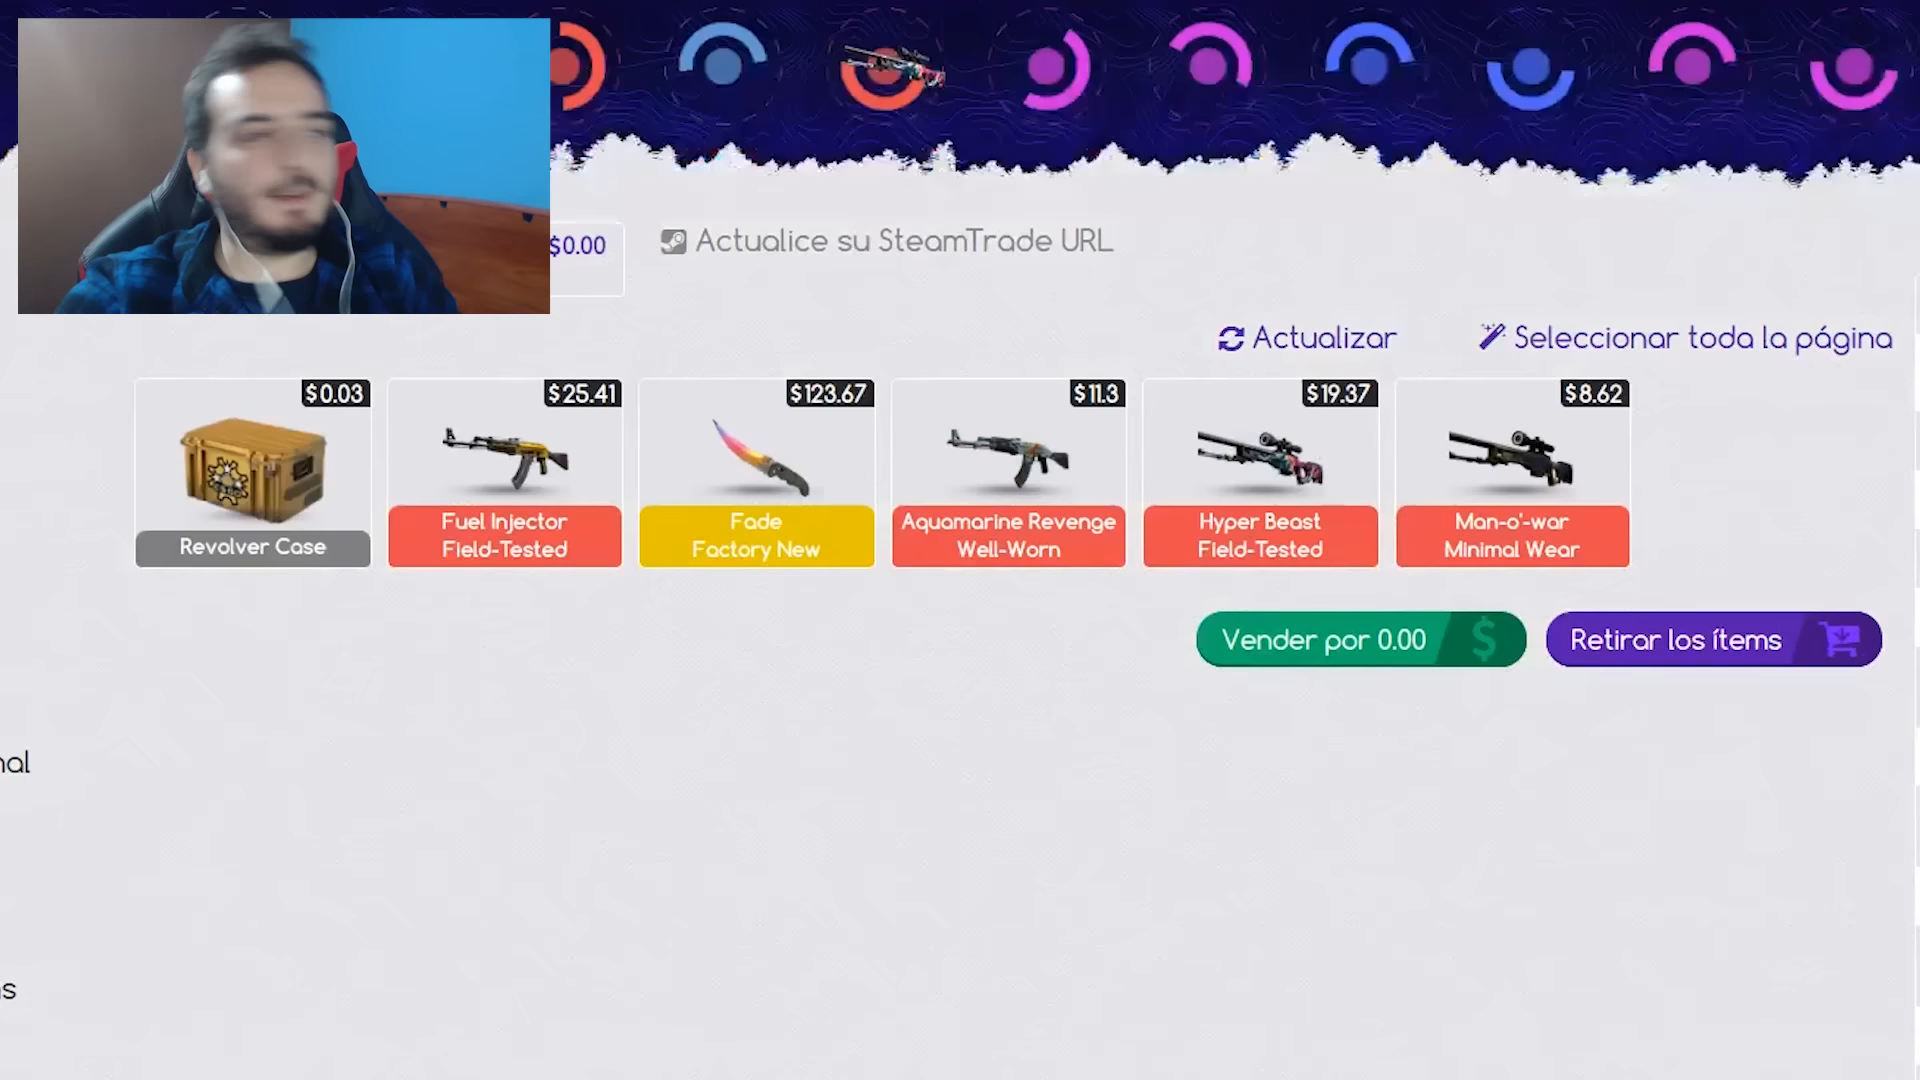 $0.00
Actualice su SteamTrade URL
Actualizar
Seleccionar toda la página
$0.03
$25.41
$123.67
$11.3
$19.37
$8.62
Revolver Case
Fuel Injector
Field-Tested
Fade
Factory New
Aquamarine Revenge
Well-Worn
Hyper Beast
Field-Tested
Man-o'-war
Minimal Wear
Vender por 0.00
$
Retirar los ítems